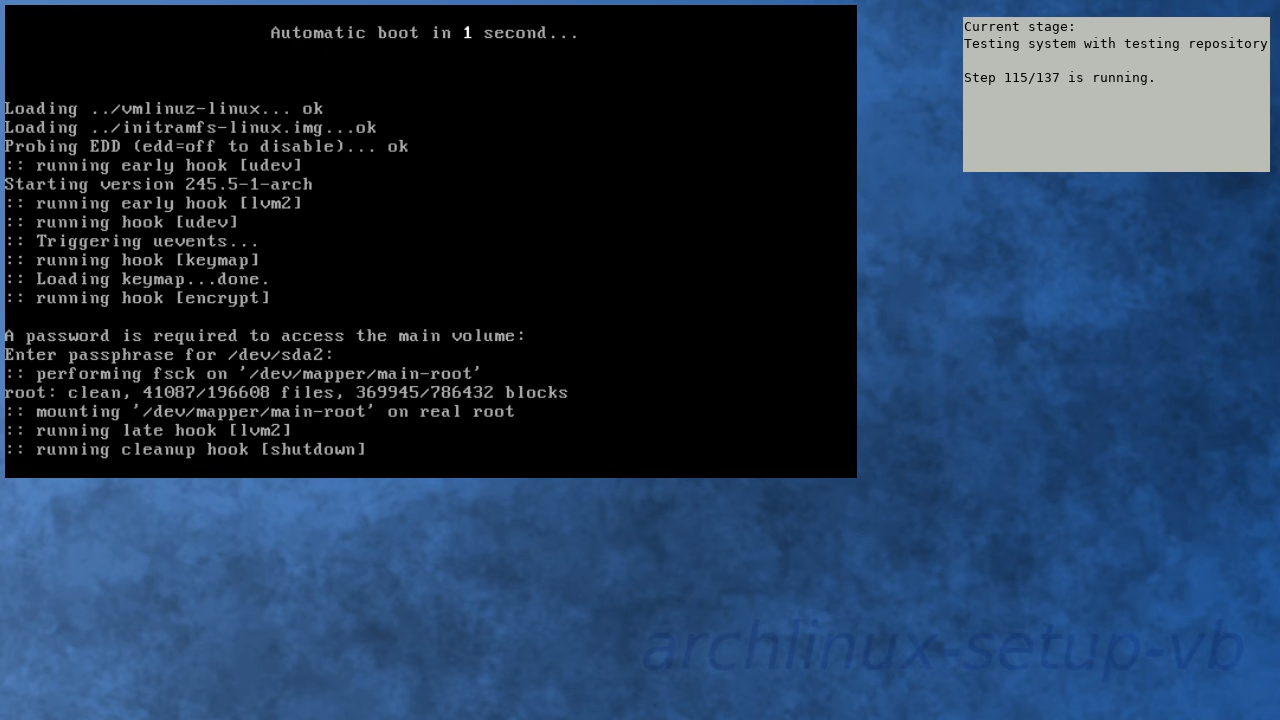 Automatic boot in 1 second...
Loading ../vmlinuz-linux... ok
Loading ../initramfs-linux.img...ok
Probing EDD (edd=off to disable)... ok
:: running early hook [udev]
Starting version 245.5-1-arch
:: running early hook [lvm2]
:: running hook [udev]
:: Triggering uevents...
:: running hook [keymap]
:: Loading keymap...done.
:: running hook [encrypt]
A password is required to access the main volume:
Enter passphrase for /dev/sda2:
:: performing fsck on '/dev/mapper/main-root'
root: clean, 41087/196608 files, 369945/786432 blocks
:: mounting '/dev/mapper/main-root' on real root
:: running late hook [lvm2]
:: running cleanup hook [shutdown]
Current stage:
Testing system with testing repository
Step 115/137 is running.
archlinux-setup-vb